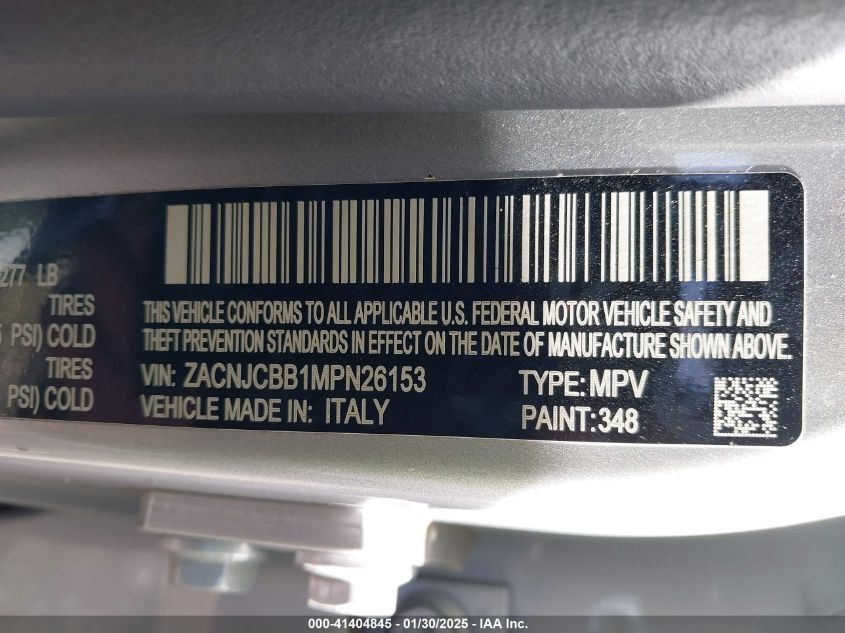 277 LB
TIRES
PSI) COLD
TIRES
PSI) COLD
THIS VEHICLE CONFORMS TO ALL APPLICABLE U.S. FEDERAL MOTOR VEHICLE SAFETY AND
THEFT PREVENTION STANDARDS IN EFFECT ON THE DATE OF MANUFACTURE SHOWN ABOVE.
VIN: ZACNJCBB1MPN26153 TYPE: MPV
VEHICLE MADE IN: ITALY PAINT:348
000-41404845 - 01/30/2025 - IAA Inc.